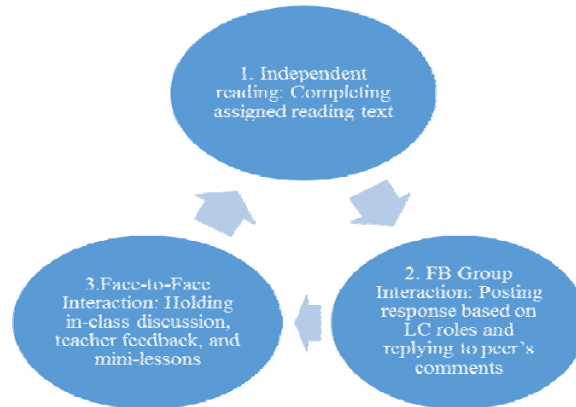 1. Independent
reading: Completing
assigned reading text
2. FB Group
Interaction: Posting
response based on
LC roles and
replying to peer's
comments
3.Face-to-Face
Interaction: Holding
in-class discussion,
teacher feedback, and
mini-lessons